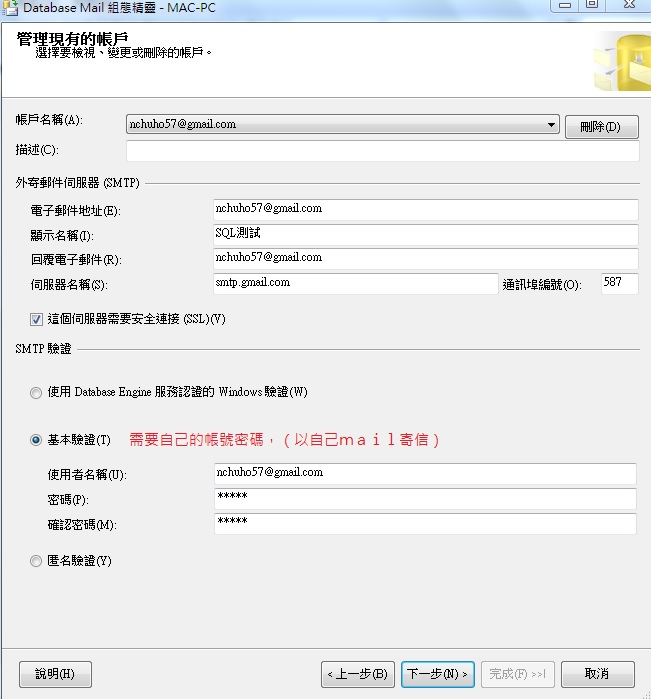 Database Mail 組態精靈 - MAC-PC
管理現有的帳戶
選擇要檢視、變更或刪除的帳戶。
帳戶名稱(A): nchuho57@gmail.com 刪除(D)
描述(C):
外寄郵件伺服器 (SMTP)
電子郵件地址(E): nchuho57@gmail.com
顯示名稱(I): SQL測試
回覆電子郵件(R): nchuho57@gmail.com
伺服器名稱(S): smtp.gmail.com 通訊埠編號(O): 587
這個伺服器需要安全連接 (SSL)(V)
SMTP 驗證
使用 Database Engine 服務認證的 Windows 驗證(W)
基本驗證(T) 需要自己的帳號密碼，（以自己ｍａｉｌ寄信）
使用者名稱(U): nchuho57@gmail.com
密碼(P): *****
確認密碼(M): *****
匿名驗證(Y)
說明(H) < 上一步(B) 下一步(N) > 完成(F) >>| 取消